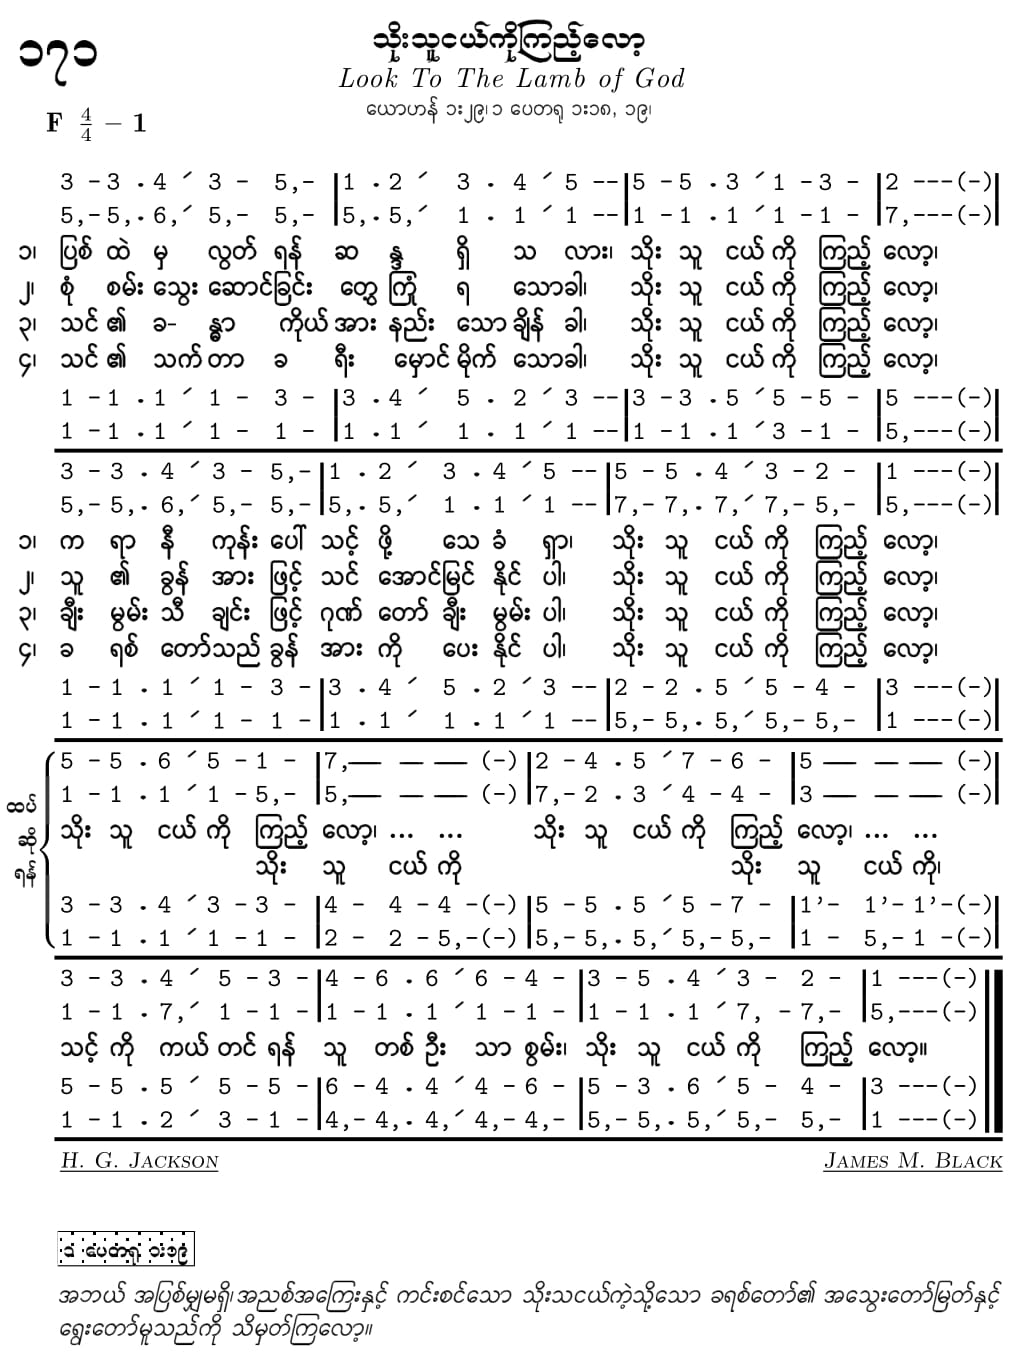 ၁၇၁
သိုးသူငယ်ကိုကြည့်လော့
Look To The Lamb of God
ယောဟန် ၁း၂၉၊ ၁ ပေတရု ၁း၁၈, ၁၉၊
F 4/4 – 1
3 - 3 . 4 ′ 3 - 5,- |1 . 2 ′ 3 . 4 ′ 5 --|5 - 5 . 3 ′ 1 - 3 - |2 ---(-)|
5,- 5,. 6,′ 5,- 5,- |5,. 5,′ 1 . 1 ′ 1 --|1 - 1 . 1 ′ 1 - 1 - |7,---(-)|
၁၊ ပြစ် ထဲ မှ လွတ် ရန် ဆ န္ဒ ရှိ သ လား၊ သိုး သူ ငယ် ကို ကြည့် လော့၊
၂၊ စုံ စမ်း သွေး ဆောင်ခြင်း တွေ့ ကြုံ ရ သောခါ၊ သိုး သူ ငယ် ကို ကြည့် လော့၊
၃၊ သင် ၏ ခ- န္ဓာ ကိုယ် အား နည်း သော ချိန် ခါ၊ သိုး သူ ငယ် ကို ကြည့် လော့၊
၄၊ သင် ၏ သက် တာ ခ ရီး မှောင် မိုက် သောခါ၊ သိုး သူ ငယ် ကို ကြည့် လော့၊
1 - 1 . 1 ′ 1 - 3 - |3 . 4 ′ 5 . 2 ′ 3 --|3 - 3 . 5 ′ 5 - 5 - |5 ---(-)|
1 - 1 . 1 ′ 1 - 1 - |1 . 1 ′ 1 . 1 ′ 1 --|1 - 1 . 1 ′ 3 - 1 - |5,---(-)|
3 - 3 . 4 ′ 3 - 5,-|1 . 2 ′ 3 . 4 ′ 5 -- |5 - 5 . 4 ′ 3 - 2 - |1 ---(-)|
5,- 5,. 6,′ 5,- 5,-|5,. 5,′ 1 . 1 ′ 1 -- |7,- 7,. 7,′ 7,- 5,- |5,---(-)|
၁၊ က ရာ နီ ကုန်း ပေါ် သင့် ဖို့ သေ ခံ ရှာ၊ သိုး သူ ငယ် ကို ကြည့် လော့၊
၂၊ သူ ၏ ခွန် အား ဖြင့် သင် အောင်မြင် နိုင် ပါ၊ သိုး သူ ငယ် ကို ကြည့် လော့၊
၃၊ ချီး မွမ်း သီ ချင်း ဖြင့် ဂုဏ် တော် ချီး မွမ်း ပါ၊ သိုး သူ ငယ် ကို ကြည့် လော့၊
၄၊ ခ ရစ် တော်သည် ခွန် အား ကို ပေး နိုင် ပါ၊ သိုး သူ ငယ် ကို ကြည့် လော့၊
1 - 1 . 1 ′ 1 - 3 -|3 . 4 ′ 5 . 2 ′ 3 -- |2 - 2 . 5 ′ 5 - 4 - |3 ---(-)|
1 - 1 . 1 ′ 1 - 1 -|1 . 1 ′ 1 . 1 ′ 1 -- |5,- 5,. 5,′ 5,- 5,- |1 ---(-)|
ထပ်ဆိုရန်
5 - 5 . 6 ′ 5 - 1 - |7,— — — (-)|2 - 4 . 5 ′ 7 - 6 - |5 — — — (-)|
1 - 1 . 1 ′ 1 - 5,- |5,— — — (-)|7,- 2 . 3 ′ 4 - 4 - |3 — — — (-)|
သိုး သူ ငယ် ကို ကြည့် လော့၊ ... ... သိုး သူ ငယ် ကို ကြည့် လော့၊ ... ...
သိုး သူ ငယ် ကို သိုး သူ ငယ် ကို၊
3 - 3 . 4 ′ 3 - 3 - |4 - 4 - 4 -(-)|5 - 5 . 5 ′ 5 - 7 - |1’- 1’- 1’-(-)|
1 - 1 . 1 ′ 1 - 1 - |2 - 2 - 5,-(-)|5,- 5,. 5,′ 5,- 5,- |1 - 5,- 1 -(-)|
3 - 3 . 4 ′ 5 - 3 -|4 - 6 . 6 ′ 6 - 4 - |3 - 5 . 4 ′ 3 - 2 - |1 ---(-)
1 - 1 . 7,′ 1 - 1 -|1 - 1 . 1 ′ 1 - 1 - |1 - 1 . 1 ′ 7, - 7,- |5,---(-)
သင့် ကို ကယ် တင် ရန် သူ တစ် ဦး သာ စွမ်း၊ သိုး သူ ငယ် ကို ကြည့် လော့။
5 - 5 . 5 ′ 5 - 5 -|6 - 4 . 4 ′ 4 - 6 - |5 - 3 . 6 ′ 5 - 4 - |3 ---(-)
1 - 1 . 2 ′ 3 - 1 -|4,- 4,. 4,′ 4,- 4,- |5,- 5,. 5,′ 5,- 5,- |1 ---(-)
H. G. JACKSON JAMES M. BLACK
၁ ပေတရု ၁း၁၉
အဘယ် အပြစ်မျှမရှိ၊အညစ်အကြေးနှင့် ကင်းစင်သော သိုးသငယ်ကဲ့သို့သော ခရစ်တော်၏ အသွေးတော်မြတ်နှင့်
ရွေးတော်မူသည်ကို သိမှတ်ကြလော့။